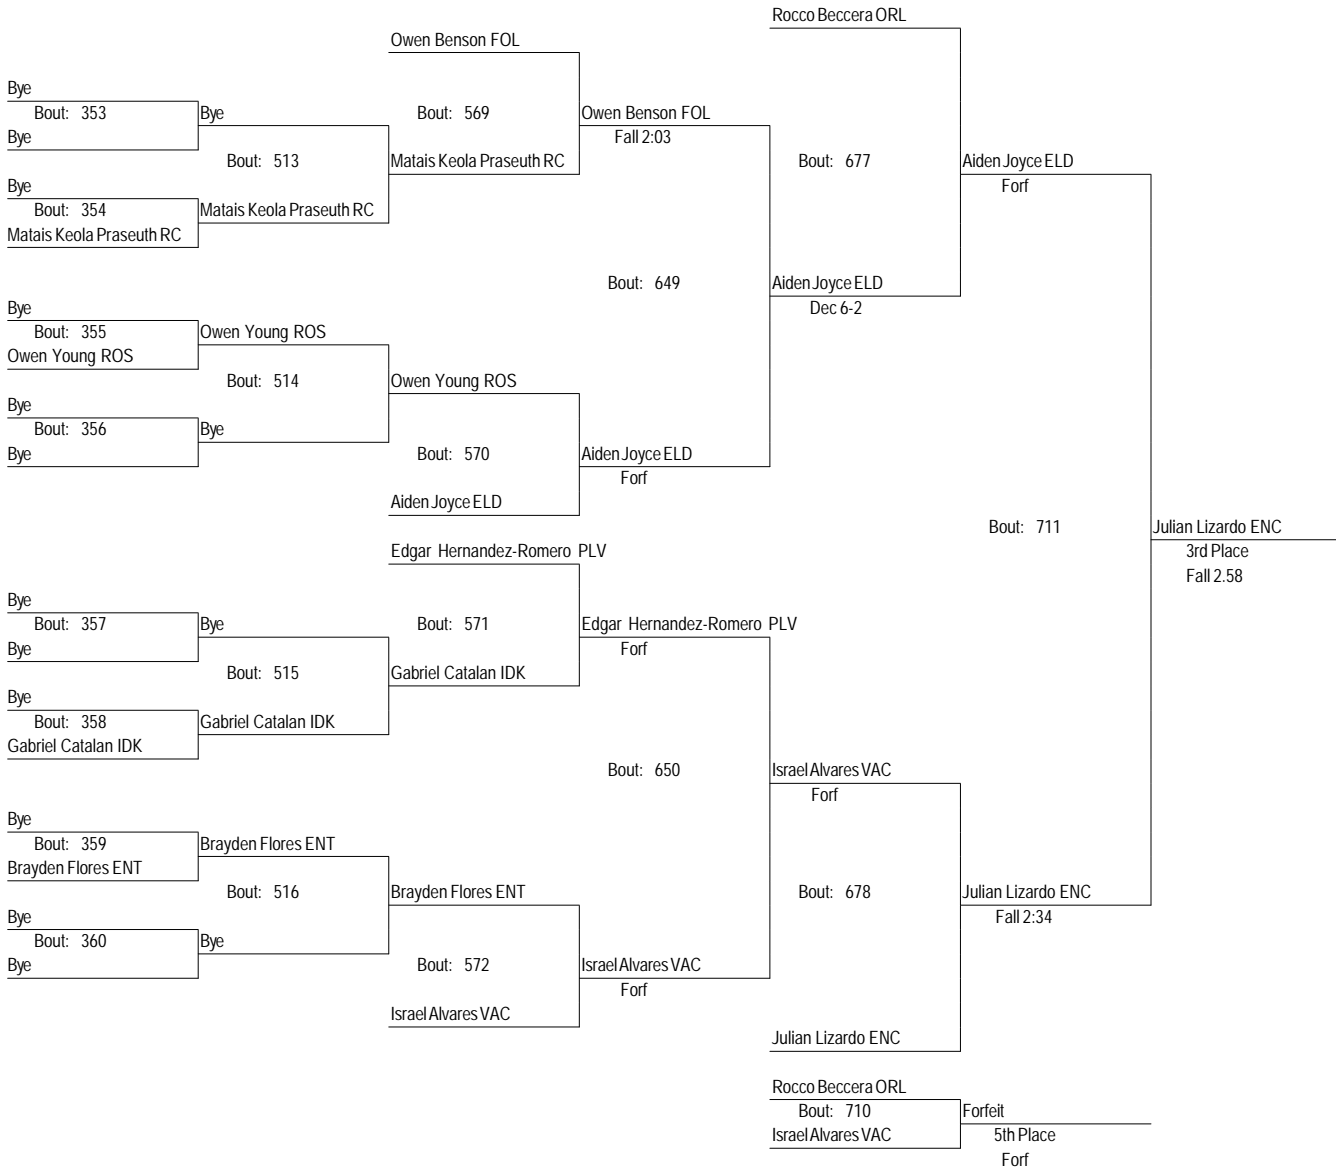 Rocco Beccera ORL
Owen Benson FOL
Bye
Bout: 353
Bye
Bout: 569
Owen Benson FOL
Bye
Fall 2:03
Bout: 513
Matais Keola Praseuth RC
Bout: 677
Aiden Joyce ELD
Bye
Forf
Bout: 354
Matais Keola Praseuth RC
Matais Keola Praseuth RC
Bout: 649
Aiden Joyce ELD
Bye
Dec 6-2
Bout: 355
Owen Young ROS
Owen Young ROS
Bout: 514
Owen Young ROS
Bye
Bout: 356
Bye
Bye
Bout: 570
Aiden Joyce ELD
Forf
Aiden Joyce ELD
Bout: 711
Julian Lizardo ENC
Edgar Hernandez-Romero PLV
3rd Place
Fall 2.58
Bye
Bout: 357
Bye
Bout: 571
Edgar Hernandez-Romero PLV
Bye
Forf
Bout: 515
Gabriel Catalan IDK
Bye
Bout: 358
Gabriel Catalan IDK
Gabriel Catalan IDK
Bout: 650
Israel Alvares VAC
Forf
Bye
Bout: 359
Brayden Flores ENT
Brayden Flores ENT
Bout: 516
Brayden Flores ENT
Bout: 678
Julian Lizardo ENC
Bye
Fall 2:34
Bout: 360
Bye
Bye
Bout: 572
Israel Alvares VAC
Forf
Israel Alvares VAC
Julian Lizardo ENC
Rocco Beccera ORL
Bout: 710
Forfeit
Israel Alvares VAC
5th Place
Forf